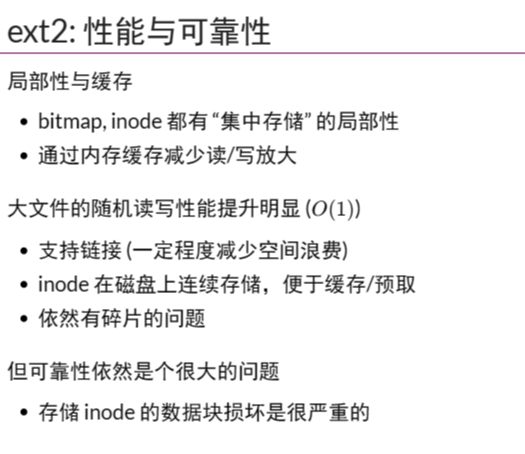 ext2: 性能与可靠性
局部性与缓存
• bitmap, inode 都有 “集中存储” 的局部性
• 通过内存缓存减少读/写放大
大文件的随机读写性能提升明显 (O(1))
• 支持链接 (一定程度减少空间浪费)
• inode 在磁盘上连续存储，便于缓存/预取
• 依然有碎片的问题
但可靠性依然是个很大的问题
• 存储 inode 的数据块损坏是很严重的